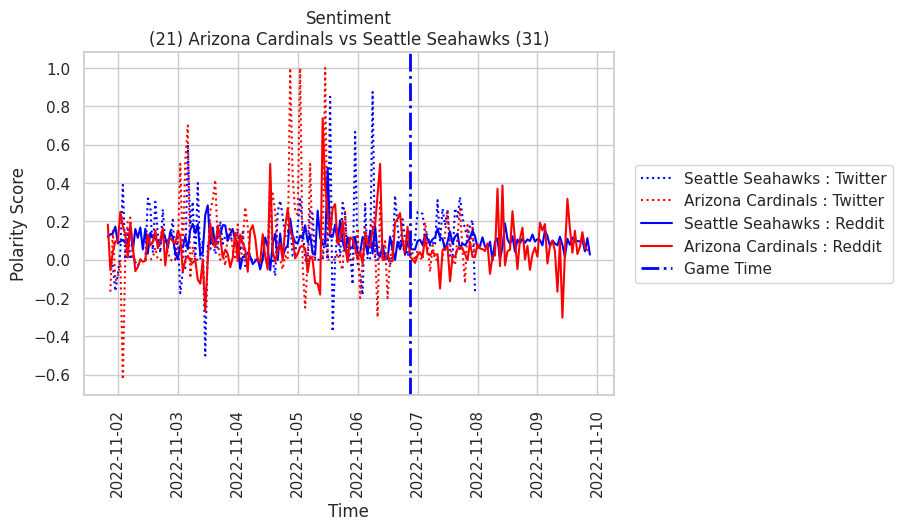 Sentiment
(21) Arizona Cardinals vs Seattle Seahawks (31)
Polarity Score
1.0
0.8
0.6
0.4
0.2
0.0
−0.2
−0.4
−0.6
2022-11-02
2022-11-03
2022-11-04
2022-11-05
2022-11-06
2022-11-07
2022-11-08
2022-11-09
2022-11-10
Time
Seattle Seahawks : Twitter
Arizona Cardinals : Twitter
Seattle Seahawks : Reddit
Arizona Cardinals : Reddit
Game Time